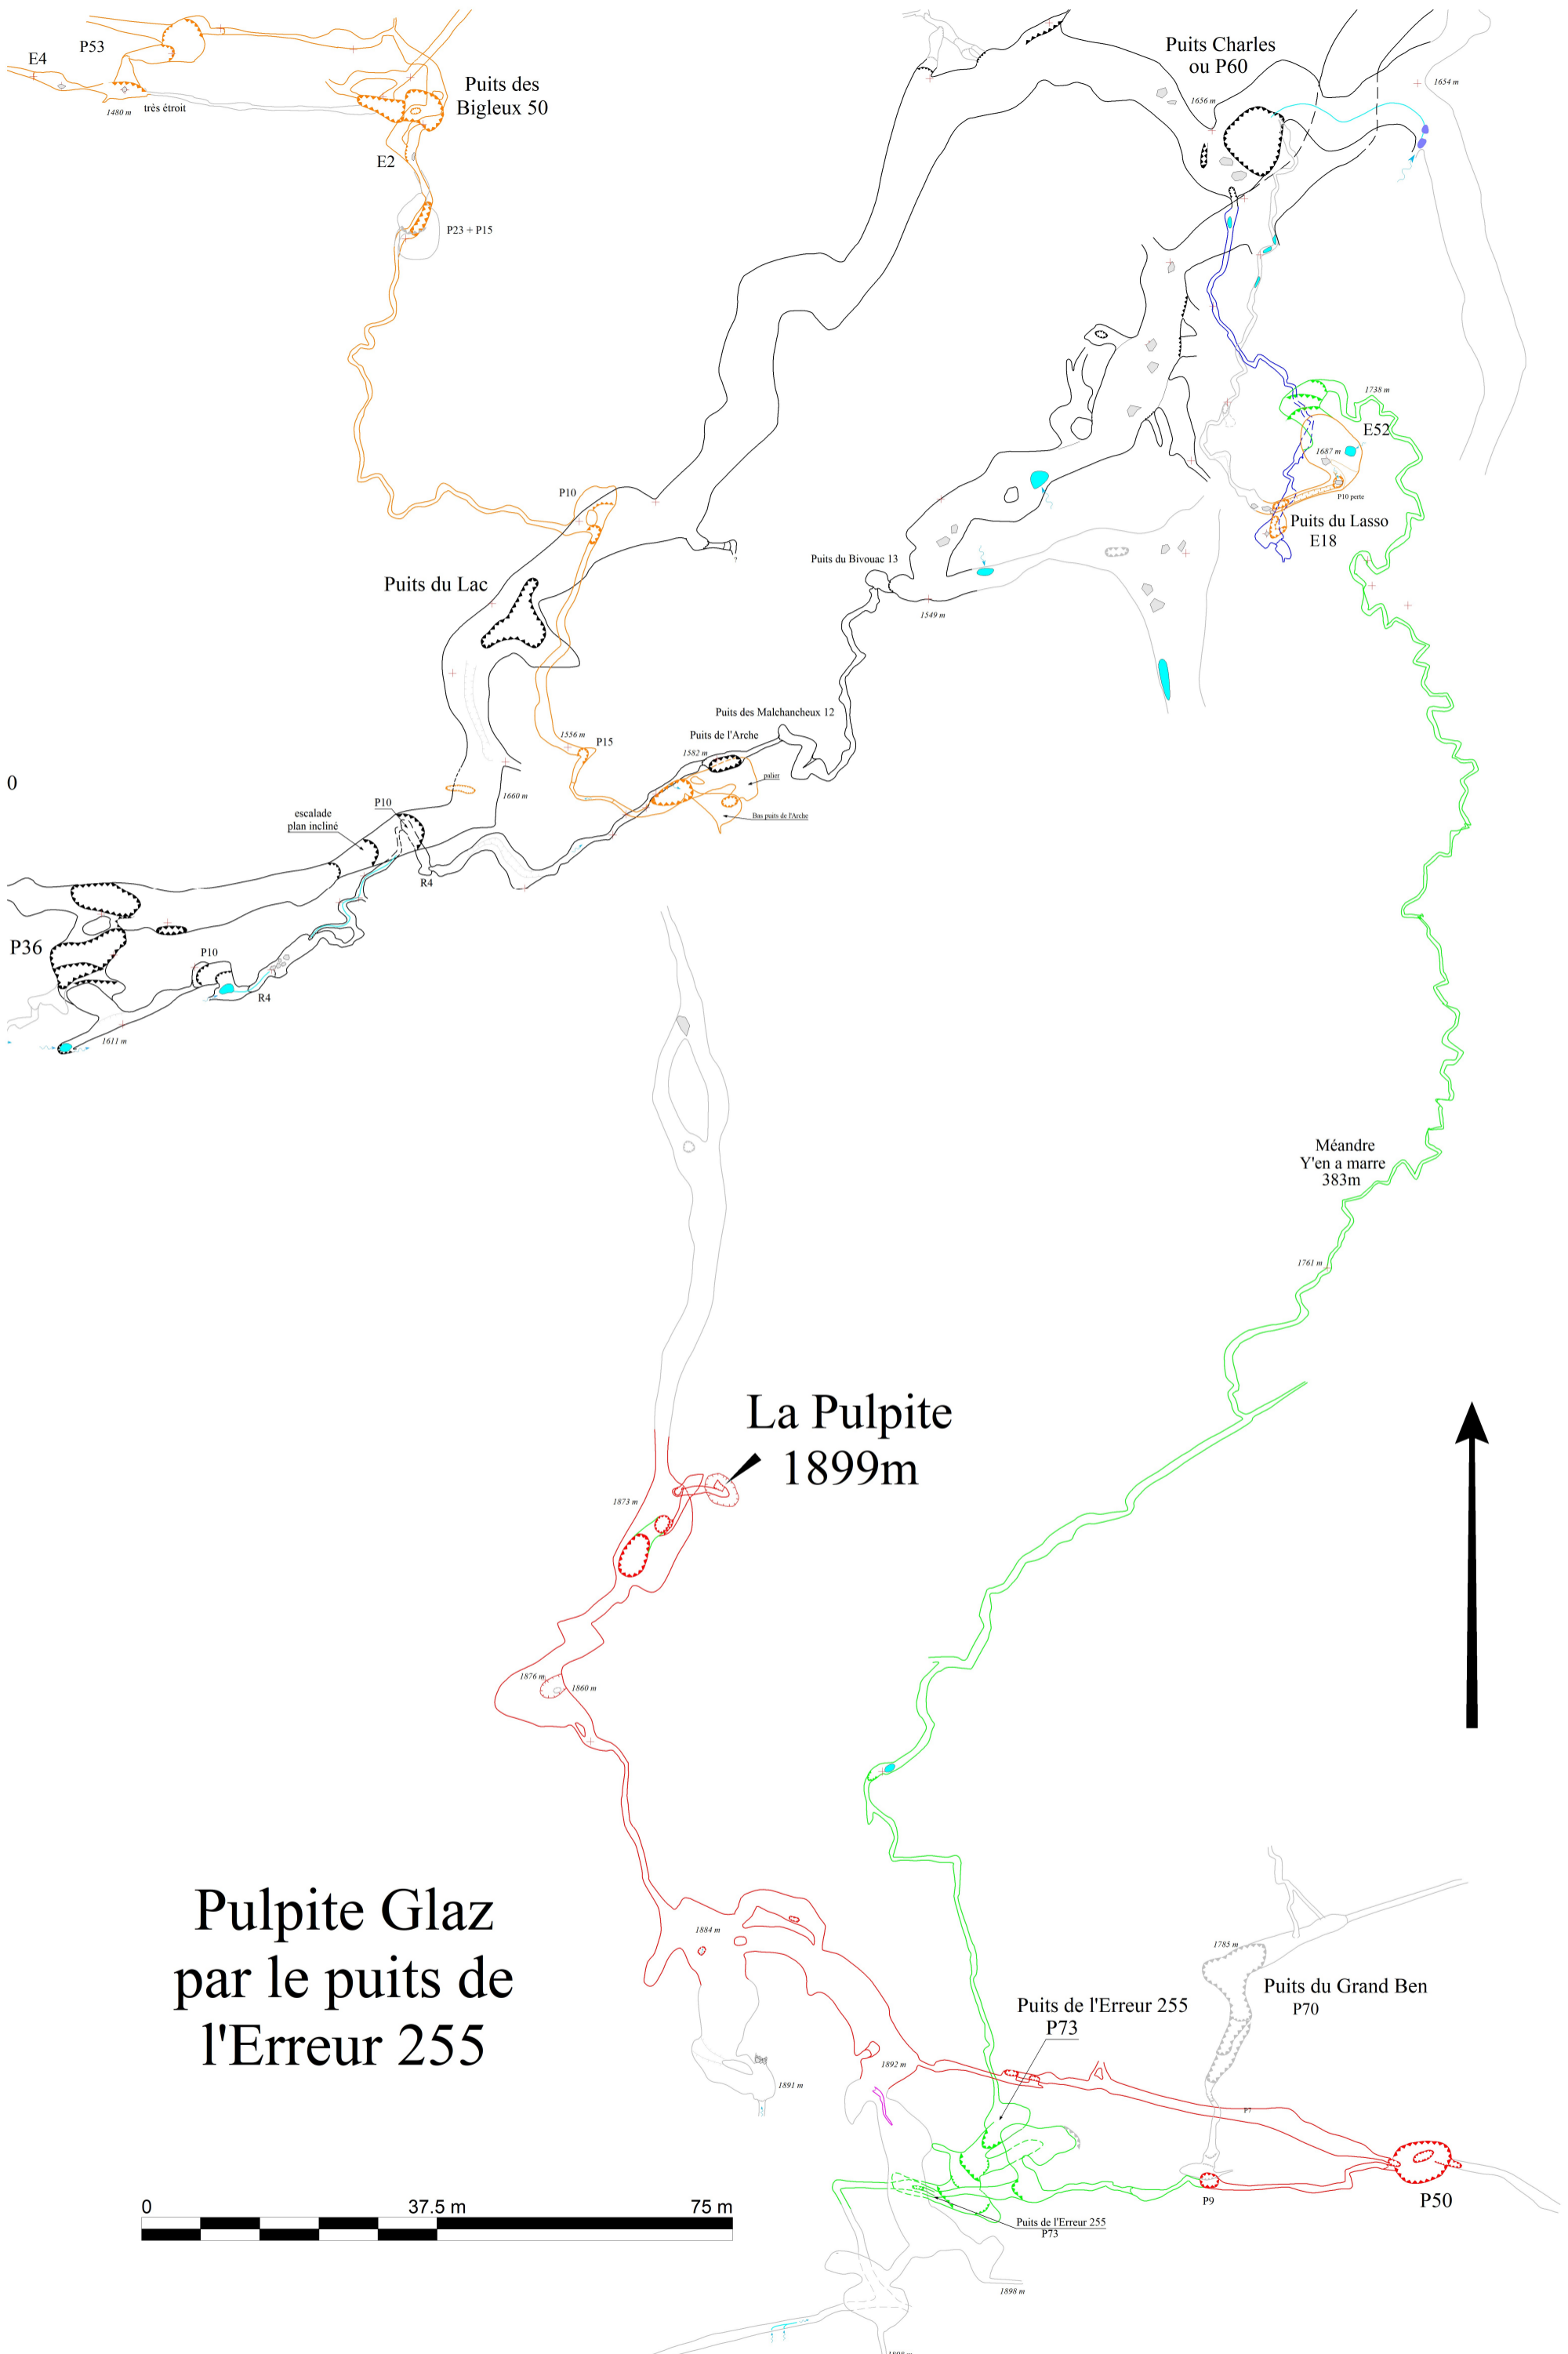 P53
E4
Puits des
Bigleux 50
très étroit
1480 m
E2
P23 + P15
Puits Charles
ou P60
1656 m
1654 m
1738 m
E52
1687 m
P10 perte
Puits du Lasso
E18
P10
Puits du Lac
Puits du Bivouac 13
?
1549 m
Puits des Malchancheux 12
Puits de l'Arche
1556 m
P15
1582 m
palier
0
1660 m
P10
Bas puits de l'Arche
escalade
plan incliné
R4
P36
P10
R4
1611 m
Méandre
Y'en a marre
383m
1761 m
La Pulpite
1899m
1873 m
1876 m
1860 m
Pulpite Glaz
par le puits de
l'Erreur 255
1884 m
1785 m
Puits du Grand Ben
P70
Puits de l'Erreur 255
P73
1892 m
1891 m
P7
P9
P50
0
37.5 m
75 m
Puits de l'Erreur 255
P73
1898 m